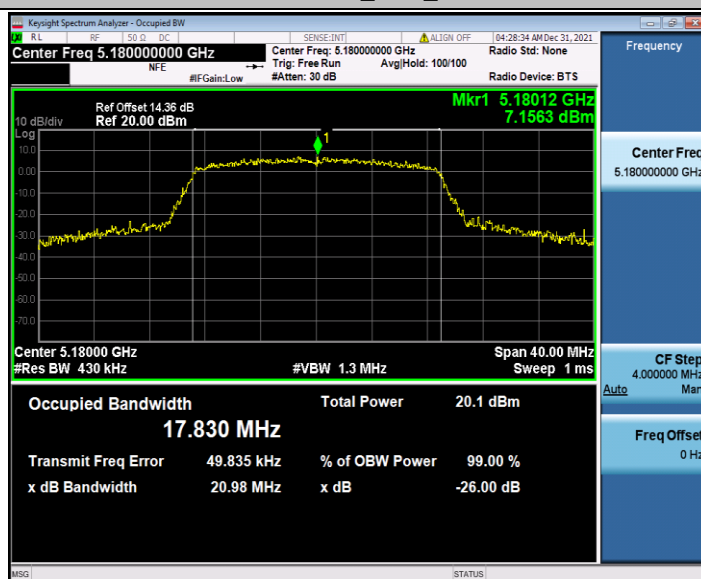 Keysight Spectrum Analyzer - Occupied BW
RL RF 50 Ω DC SENSE:INT ALIGN OFF 04:28:34 AM Dec 31, 2021
Center Freq 5.180000000 GHz Center Freq: 5.180000000 GHz Radio Std: None
NFE Trig: Free Run Avg|Hold: 100/100
#IFGain:Low #Atten: 30 dB Radio Device: BTS
Ref Offset 14.36 dB Mkr1 5.18012 GHz
10 dB/div Ref 20.00 dBm 7.1563 dBm
Log
10.0
0.00
-10.0
-20.0
-30.0
-40.0
-50.0
-60.0
-70.0
1
Center 5.18000 GHz Span 40.00 MHz
#Res BW 430 kHz #VBW 1.3 MHz Sweep 1 ms
Occupied Bandwidth Total Power 20.1 dBm
17.830 MHz
Transmit Freq Error 49.835 kHz % of OBW Power 99.00 %
x dB Bandwidth 20.98 MHz x dB -26.00 dB
MSG STATUS
Frequency
Center Freq
5.180000000 GHz
CF Step
4.000000 MHz
Auto Man
Freq Offset
0 Hz